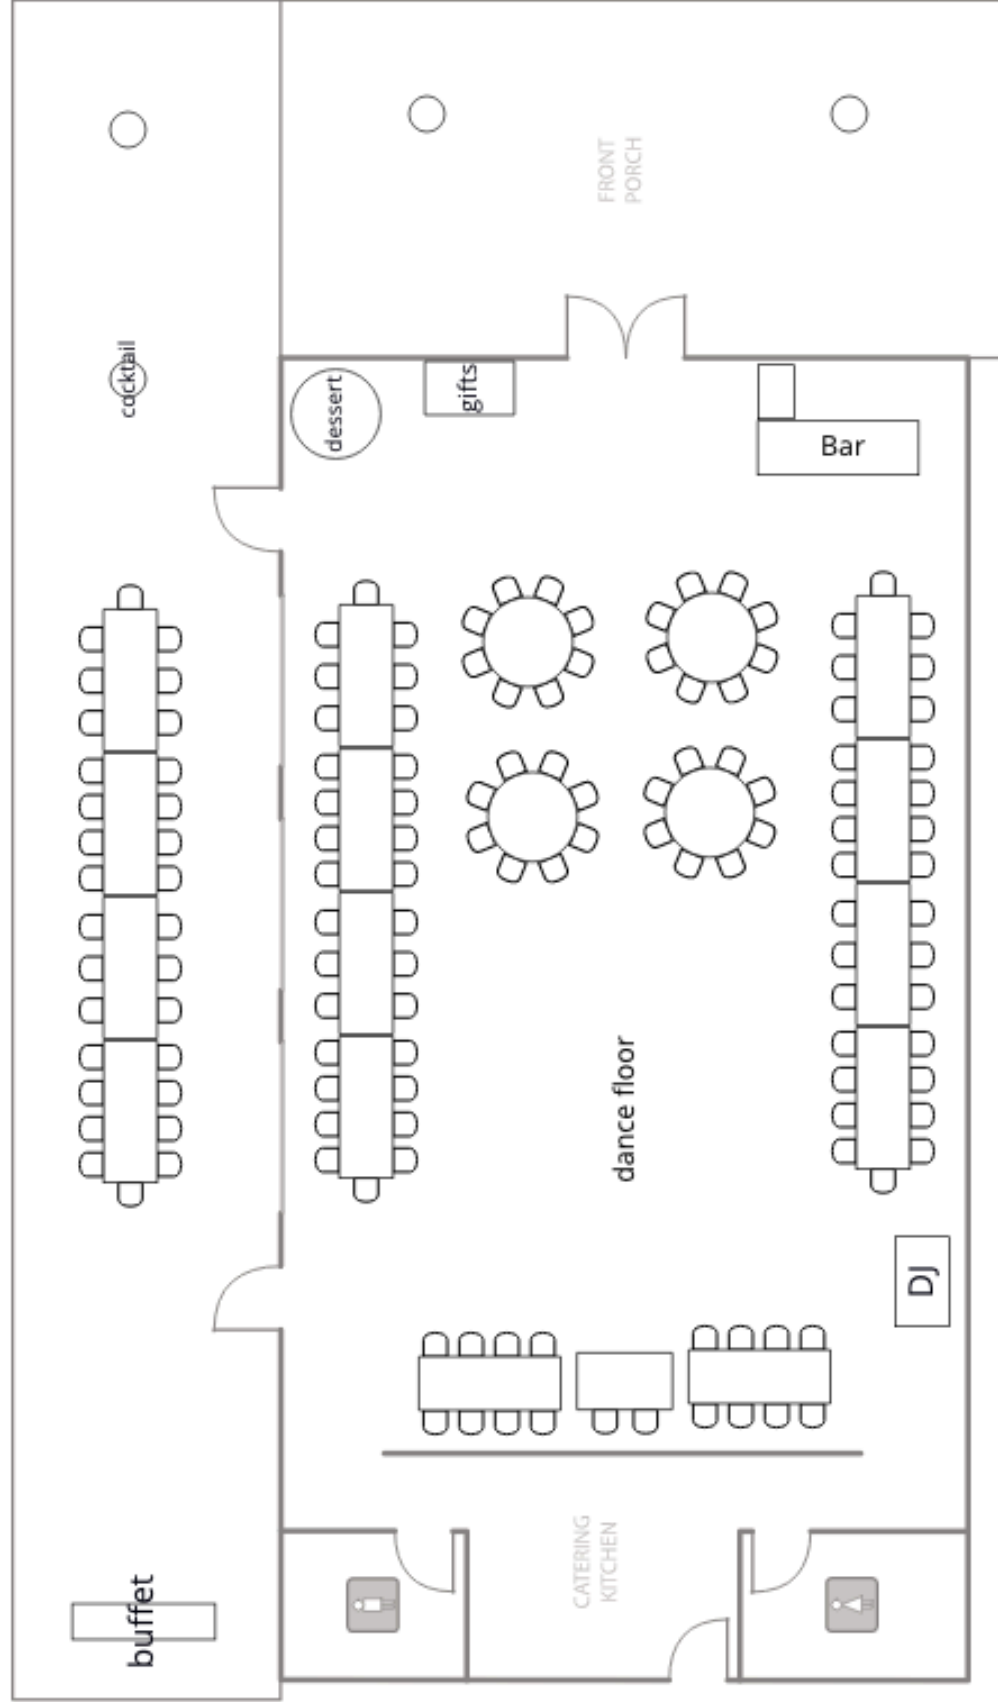 FRONT
PORCH
cocktail
dessert
gifts
Bar
dance floor
DJ
CATERING
KITCHEN
buffet